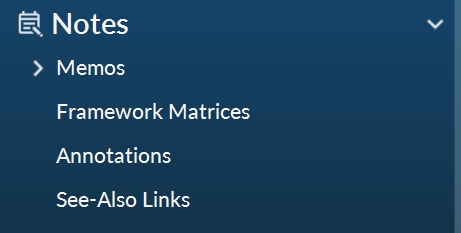 Notes
Memos
Framework Matrices
Annotations
See-Also Links